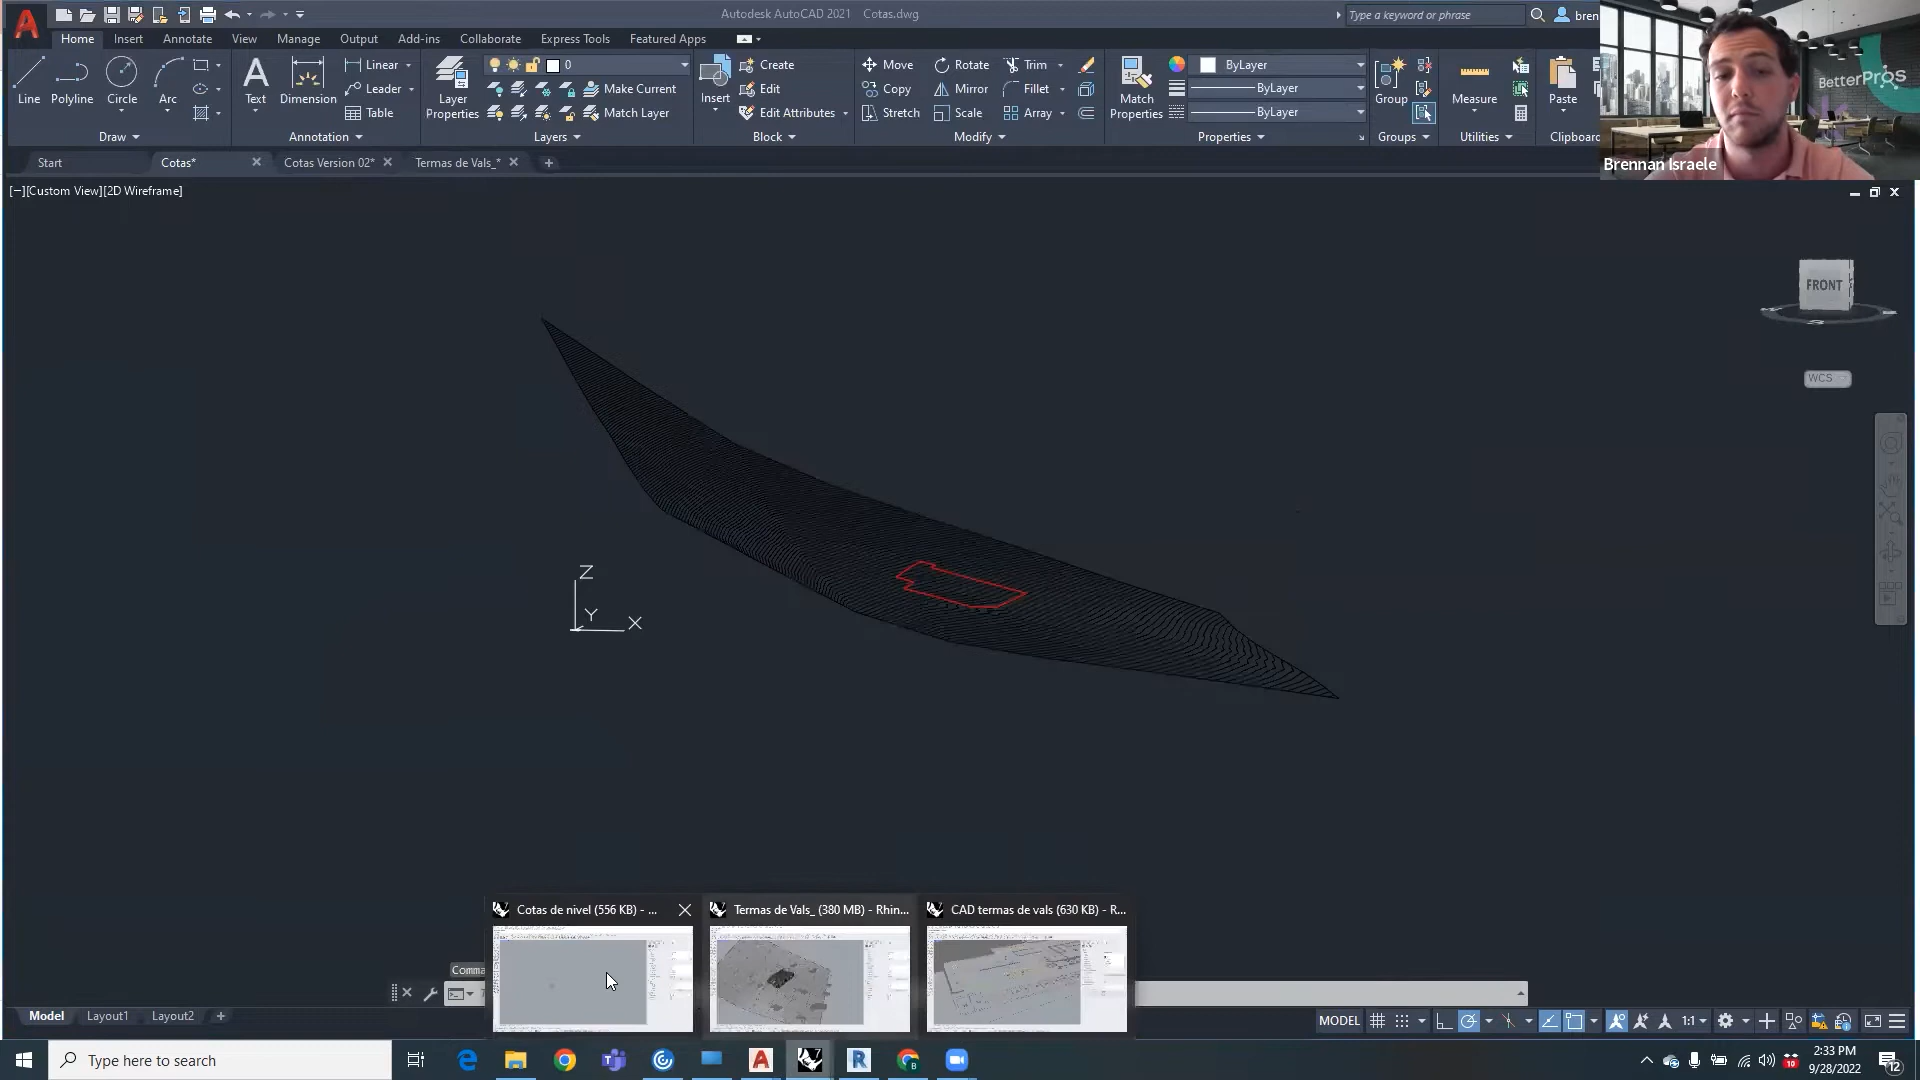 Autodesk AutoCAD 2021 Cotas.dwg
Type a keyword or phrase
bren
Home Insert Annotate View Manage Output Add-ins Collaborate Express Tools Featured Apps
Line Polyline Circle Arc
Text Dimension
Linear
Leader
Table
Layer
Properties
0
Make Current
Match Layer
Insert
Create
Edit
Edit Attributes
Move Rotate Trim
Copy Mirror Fillet
Stretch Scale Array
Match
Properties
ByLayer
ByLayer
ByLayer
Group
Measure
Paste
Draw Annotation Layers Block Modify Properties Groups Utilities Clipboard
BetterPros
Brennan Israele
Start Cotas* Cotas Version 02* Termas de Vals_*
[−][Custom View][2D Wireframe]
FRONT
S
WCS
Z
Y
X
Cotas de nivel (556 KB) - ...
Termas de Vals_ (380 MB) - Rhin...
CAD termas de vals (630 KB) - R...
Comma
Model Layout1 Layout2
MODEL
1:1
Type here to search
2:33 PM
9/28/2022
10
12